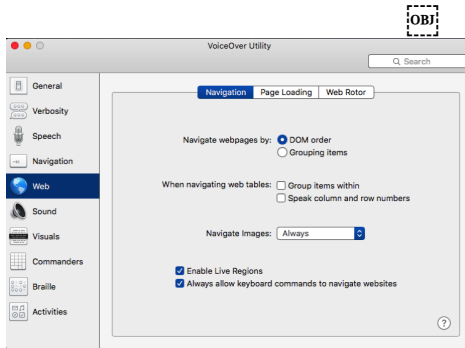 OBJ
VoiceOver Utility
Search
General
Verbosity
Speech
Navigation
Web
Sound
Visuals
Commanders
Braille
Activities
Navigation Page Loading Web Rotor
Navigate webpages by: DOM order
Grouping items
When navigating web tables: Group items within
Speak column and row numbers
Navigate Images: Always
Enable Live Regions
Always allow keyboard commands to navigate websites
?